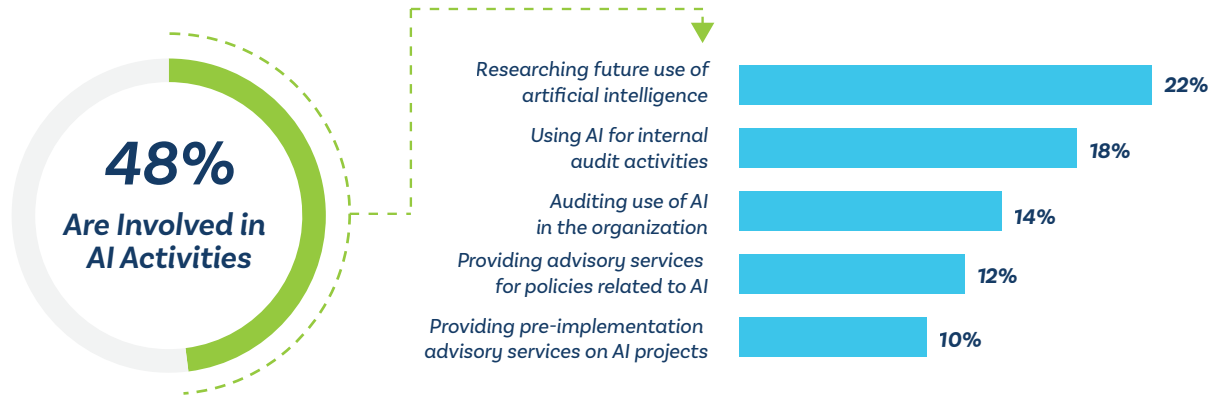 48%
Are Involved in
AI Activities
Researching future use of
artificial intelligence
22%
Using AI for internal
audit activities
18%
Auditing use of AI
in the organization
14%
Providing advisory services
for policies related to AI
12%
Providing pre-implementation
advisory services on AI projects
10%